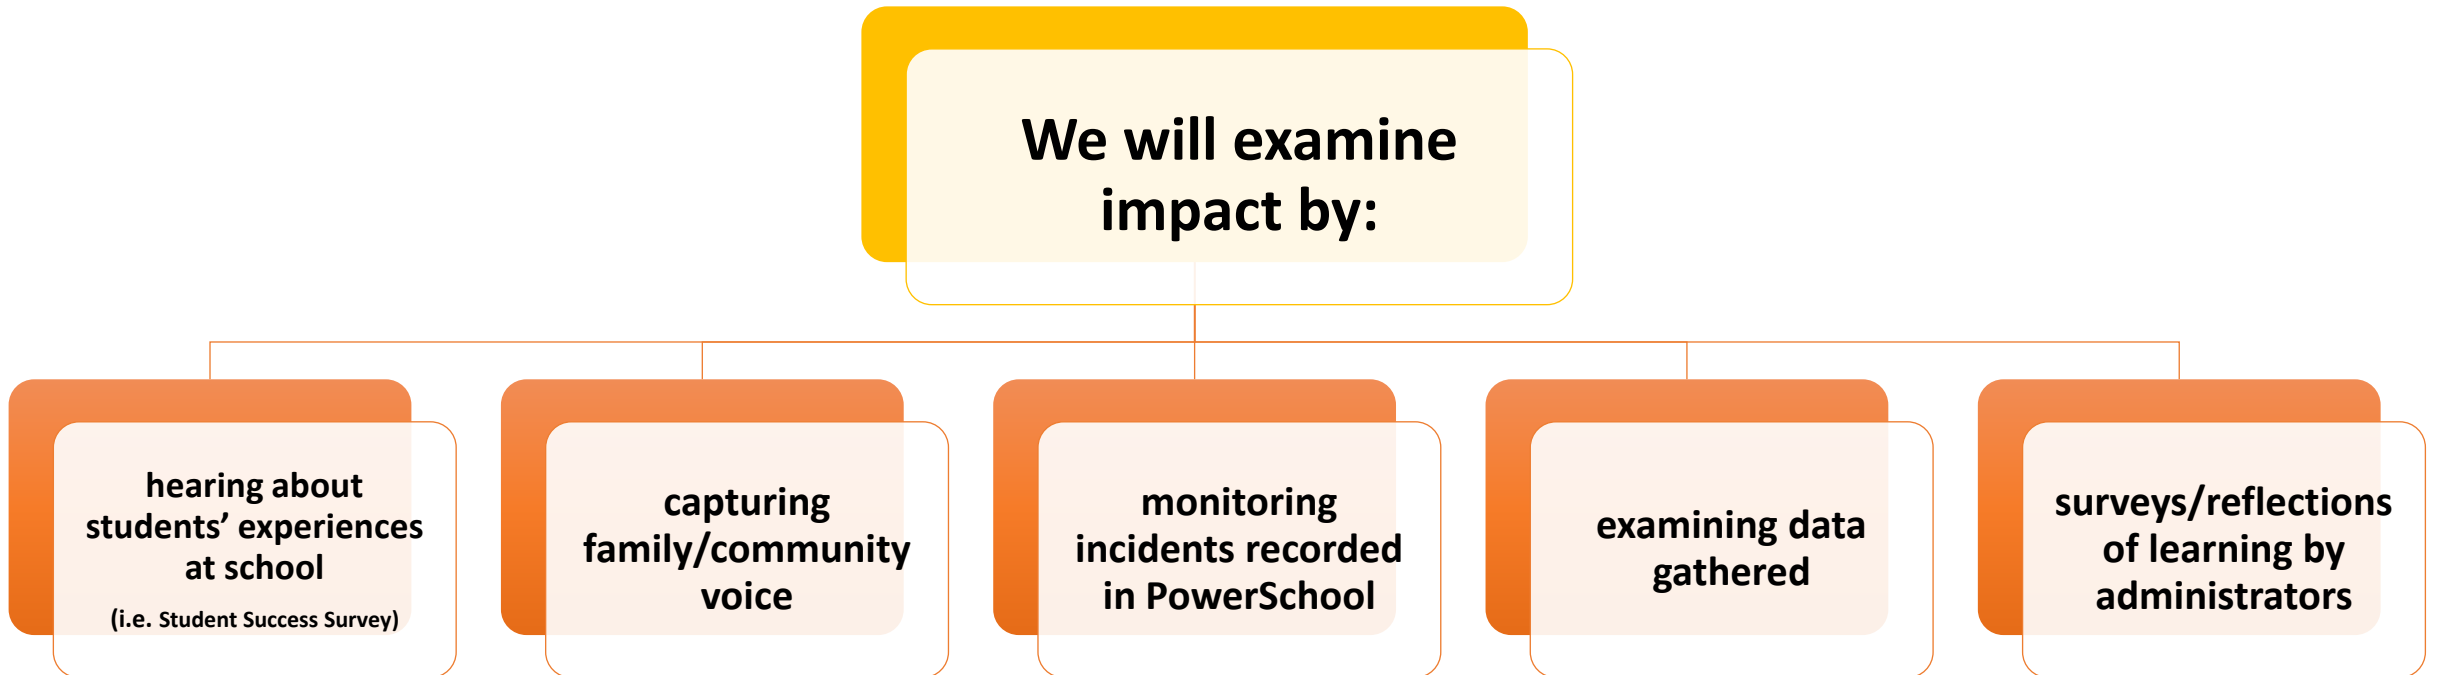 We will examine
impact by:
hearing about
students’ experiences
at school
(i.e. Student Success Survey)
capturing
family/community
voice
monitoring
incidents recorded
in PowerSchool
examining data
gathered
surveys/reflections
of learning by
administrators